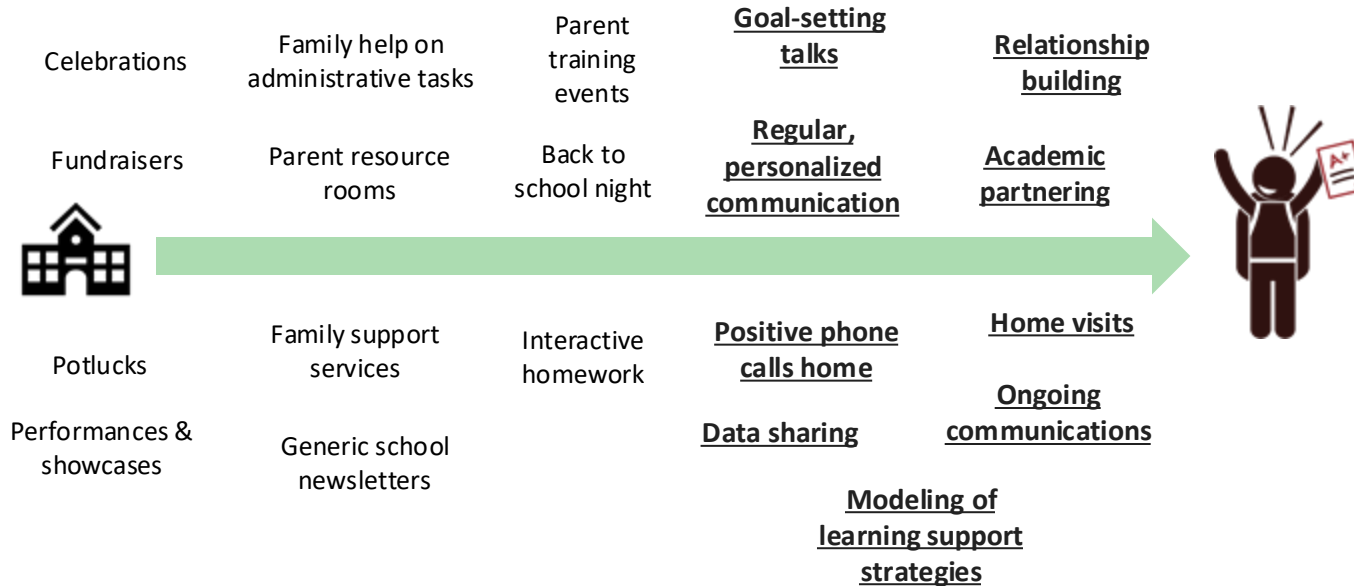 Celebrations
Family help on
administrative tasks
Parent
training
events
Goal-setting
talks
Relationship
building
Fundraisers
Parent resource
rooms
Back to
school night
Regular,
personalized
communication
Academic
partnering
A+
Potlucks
Family support
services
Interactive
homework
Positive phone
calls home
Home visits
Performances &
showcases
Generic school
newsletters
Data sharing
Ongoing
communications
Modeling of
learning support
strategies